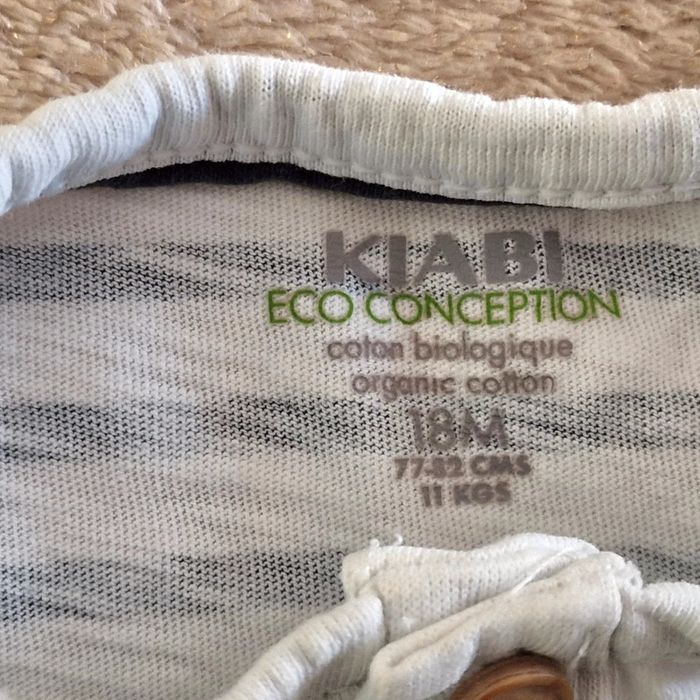 KIABI
ECO CONCEPTION
coton biologique
organic cotton
18M
77-82 CMS
11 KGS